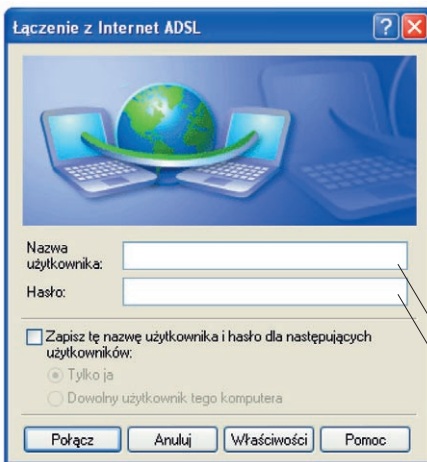 Łączenie z Internet ADSL
Nazwa
użytkownika:
Hasło:
Zapisz tę nazwę użytkownika i hasło dla następujących
użytkowników:
Tylko ja
Dowolny użytkownik tego komputera
Połącz Anuluj Właściwości Pomoc